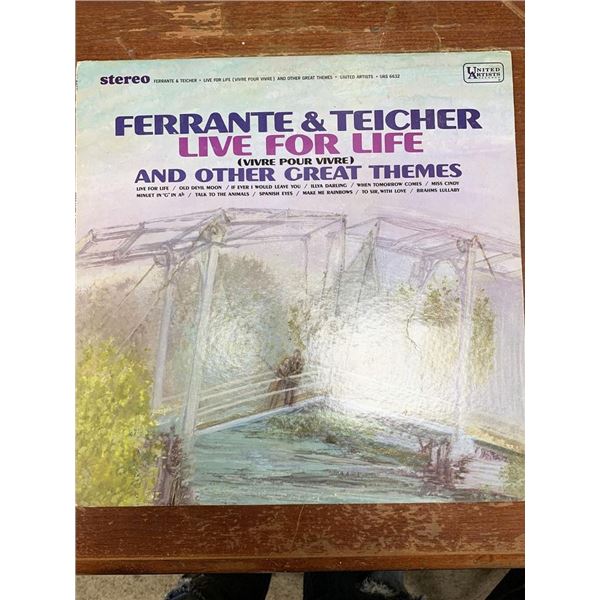 stereo FERRANTE & TEICHER • LIVE FOR LIFE (VIVRE POUR VIVRE) AND OTHER GREAT THEMES • UNITED ARTISTS • UAS 6632
UNITED
ARTISTS
RECORDS
FERRANTE & TEICHER
LIVE FOR LIFE
(VIVRE POUR VIVRE)
AND OTHER GREAT THEMES
LIVE FOR LIFE / OLD DEVIL MOON / IF EVER I WOULD LEAVE YOU / ILLYA DARLING / WHEN TOMORROW COMES / MISS CINDY
MINUET IN "G" IN A♭ / TALK TO THE ANIMALS / SPANISH EYES / MAKE ME RAINBOWS / TO SIR, WITH LOVE / BRAHMS LULLABY